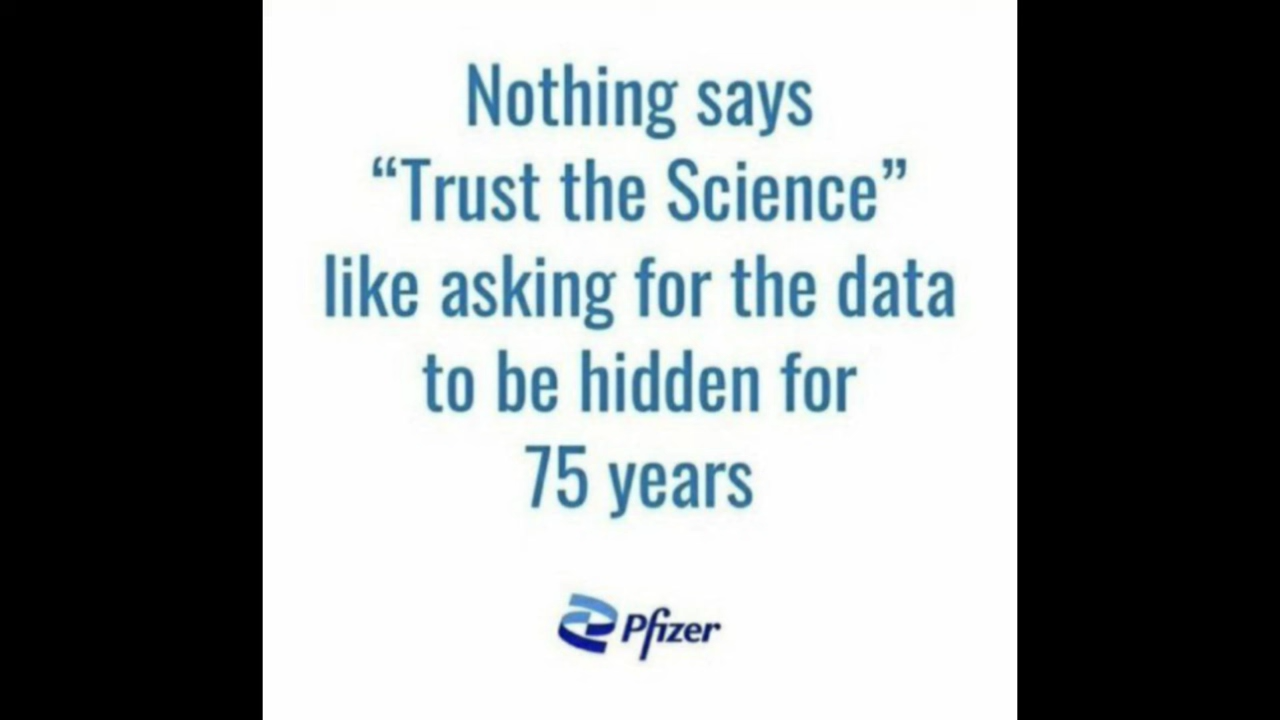 Nothing says
“Trust the Science”
like asking for the data
to be hidden for
75 years
Pfizer